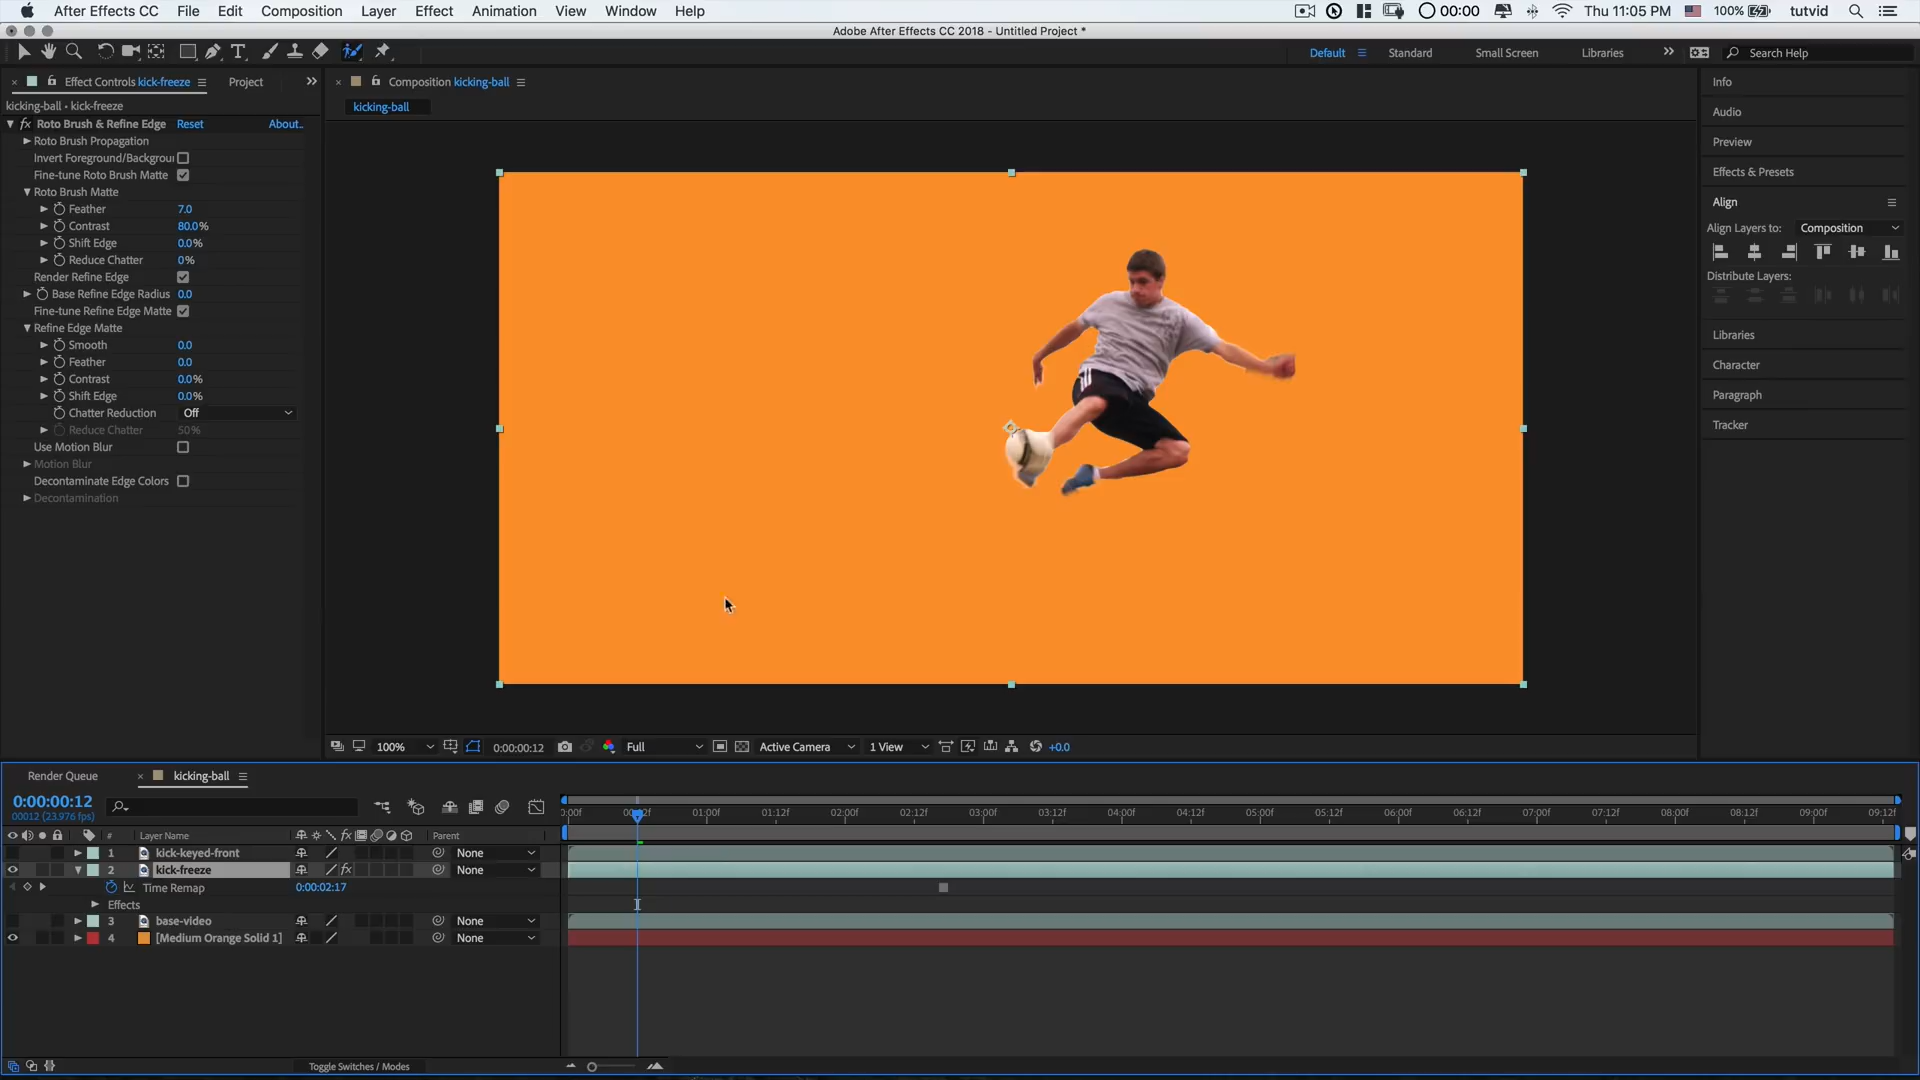 After Effects CC File Edit Composition Layer Effect Animation View Window Help 00:00 Thu 11:05 PM 100% tutvid
Adobe After Effects CC 2018 - Untitled Project *
Default Standard Small Screen Libraries Search Help
Effect Controls kick-freeze Project
kicking-ball • kick-freeze
fx Roto Brush & Refine Edge Reset About..
Roto Brush Propagation
Invert Foreground/Backgrour
Fine-tune Roto Brush Matte
Roto Brush Matte
Feather 7.0
Contrast 80.0%
Shift Edge 0.0%
Reduce Chatter 0%
Render Refine Edge
Base Refine Edge Radius 0.0
Fine-tune Refine Edge Matte
Refine Edge Matte
Smooth 0.0
Feather 0.0
Contrast 0.0%
Shift Edge 0.0%
Chatter Reduction Off
Reduce Chatter 50%
Use Motion Blur
Motion Blur
Decontaminate Edge Colors
Decontamination
Composition kicking-ball
kicking-ball
100% 0:00:00:12 Full Active Camera 1 View +0.0
Info
Audio
Preview
Effects & Presets
Align
Align Layers to: Composition
Distribute Layers:
Libraries
Character
Paragraph
Tracker
Render Queue kicking-ball
0:00:00:12
00012 (23.976 fps)
:00f 01:00f 01:12f 02:00f 02:12f 03:00f 03:12f 04:00f 04:12f 05:00f 05:12f 06:00f 06:12f 07:00f 07:12f 08:00f 08:12f 09:00f 09:12f
# Layer Name fx Parent
1 kick-keyed-front None
2 kick-freeze fx None
Time Remap 0:00:02:17
Effects
3 base-video None
4 [Medium Orange Solid 1] None
Toggle Switches / Modes